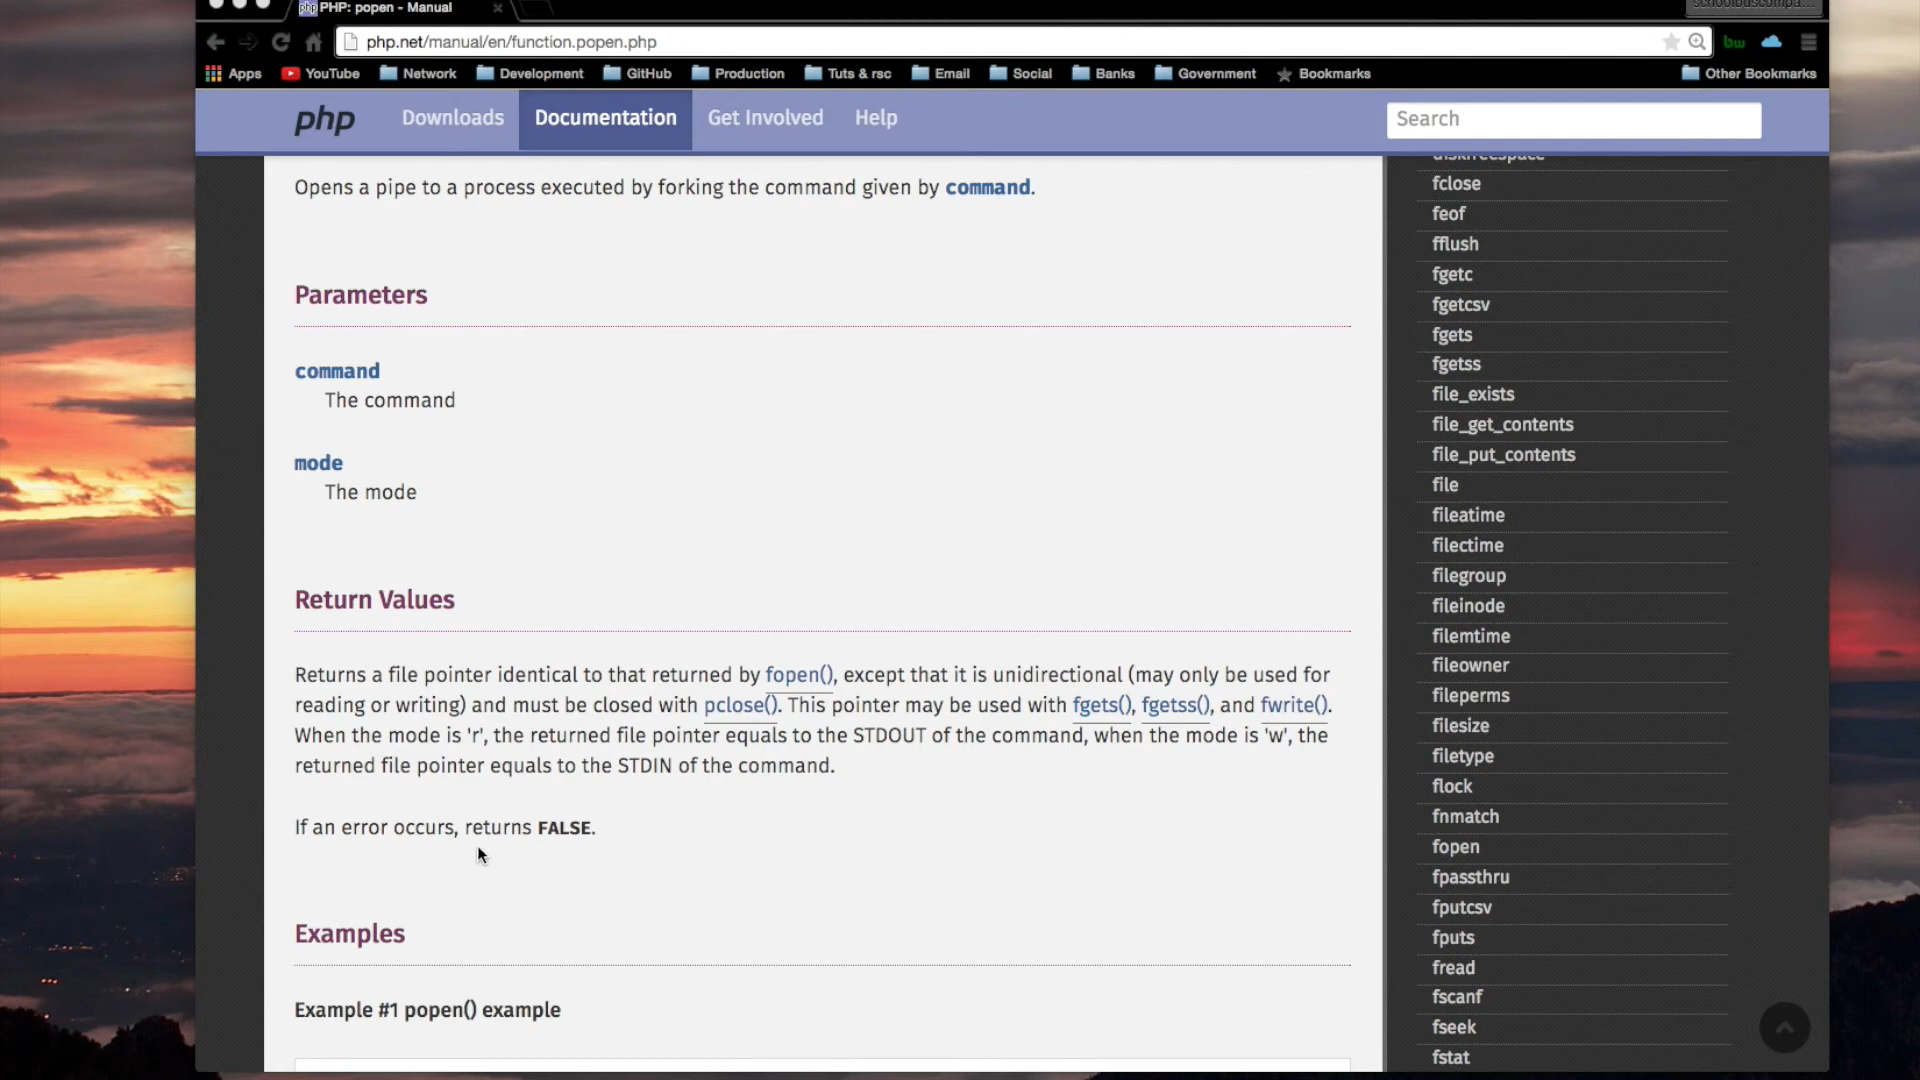 PHP: popen - Manual
php.net/manual/en/function.popen.php
Apps YouTube Network Development GitHub Production Tuts & rsc Email Social Banks Government Bookmarks Other Bookmarks
php Downloads Documentation Get Involved Help Search
Opens a pipe to a process executed by forking the command given by command.
Parameters
command
The command
mode
The mode
Return Values
Returns a file pointer identical to that returned by fopen(), except that it is unidirectional (may only be used for
reading or writing) and must be closed with pclose(). This pointer may be used with fgets(), fgetss(), and fwrite().
When the mode is 'r', the returned file pointer equals to the STDOUT of the command, when the mode is 'w', the
returned file pointer equals to the STDIN of the command.
If an error occurs, returns FALSE.
Examples
Example #1 popen() example
diskfreespace
fclose
feof
fflush
fgetc
fgetcsv
fgets
fgetss
file_exists
file_get_contents
file_put_contents
file
fileatime
filectime
filegroup
fileinode
filemtime
fileowner
fileperms
filesize
filetype
flock
fnmatch
fopen
fpassthru
fputcsv
fputs
fread
fscanf
fseek
fstat